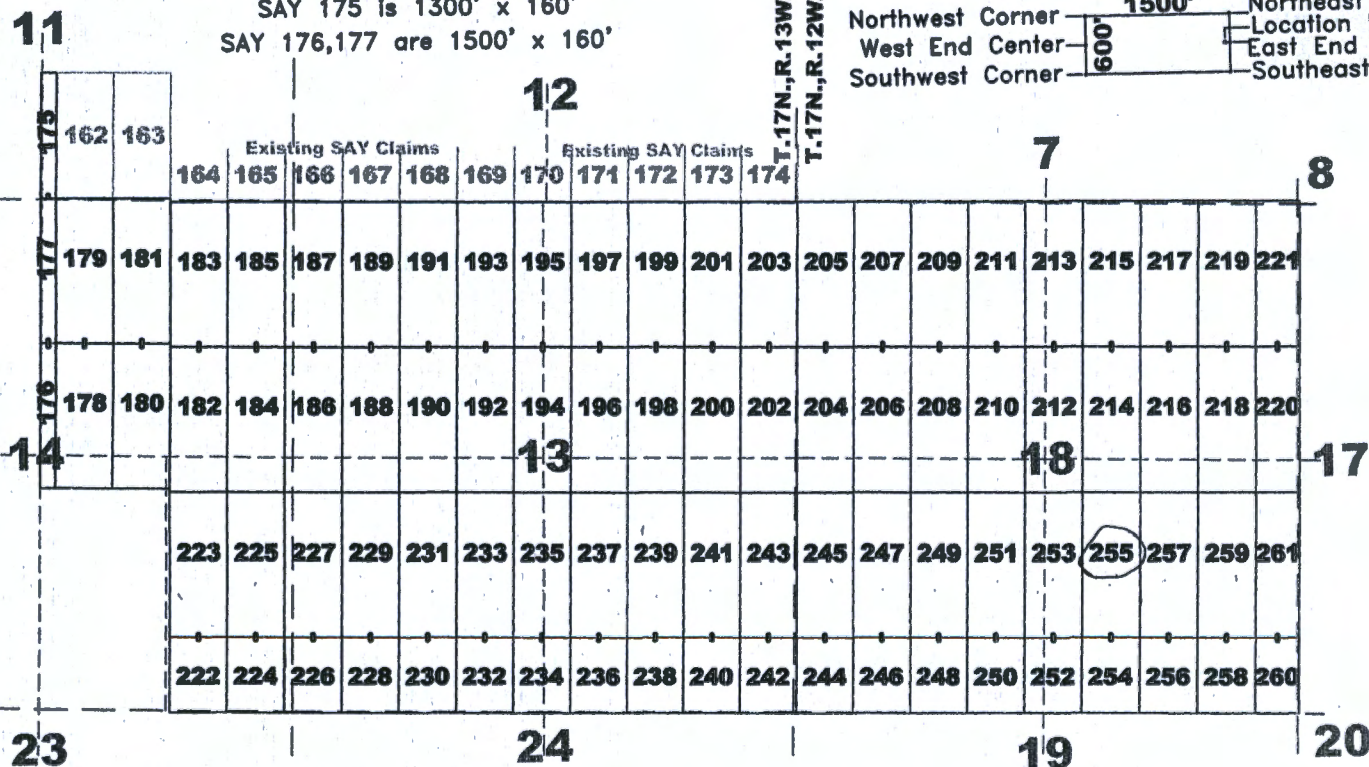 SAY 175 is 1300' x 160'
SAY 176,177 are 1500' x 160'
T.17N.,R.13W
T.17N.,R.12W
1500'
600'
Northwest Corner
West End Center
Southwest Corner
Northeast
Location
East End
Southeast
11
12
7
8
Existing SAY Claims
Existing SAY Claims
175 162 163
164 165 166 167 168 169 170 171 172 173 174
177 179 181 183 185 187 189 191 193 195 197 199 201 203 205 207 209 211 213 215 217 219 221
176 178 180 182 184 186 188 190 192 194 196 198 200 202 204 206 208 210 212 214 216 218 220
14 13 18 17
223 225 227 229 231 233 235 237 239 241 243 245 247 249 251 253 255 257 259 261
222 224 226 228 230 232 234 236 238 240 242 244 246 248 250 252 254 256 258 260
23 24 19 20